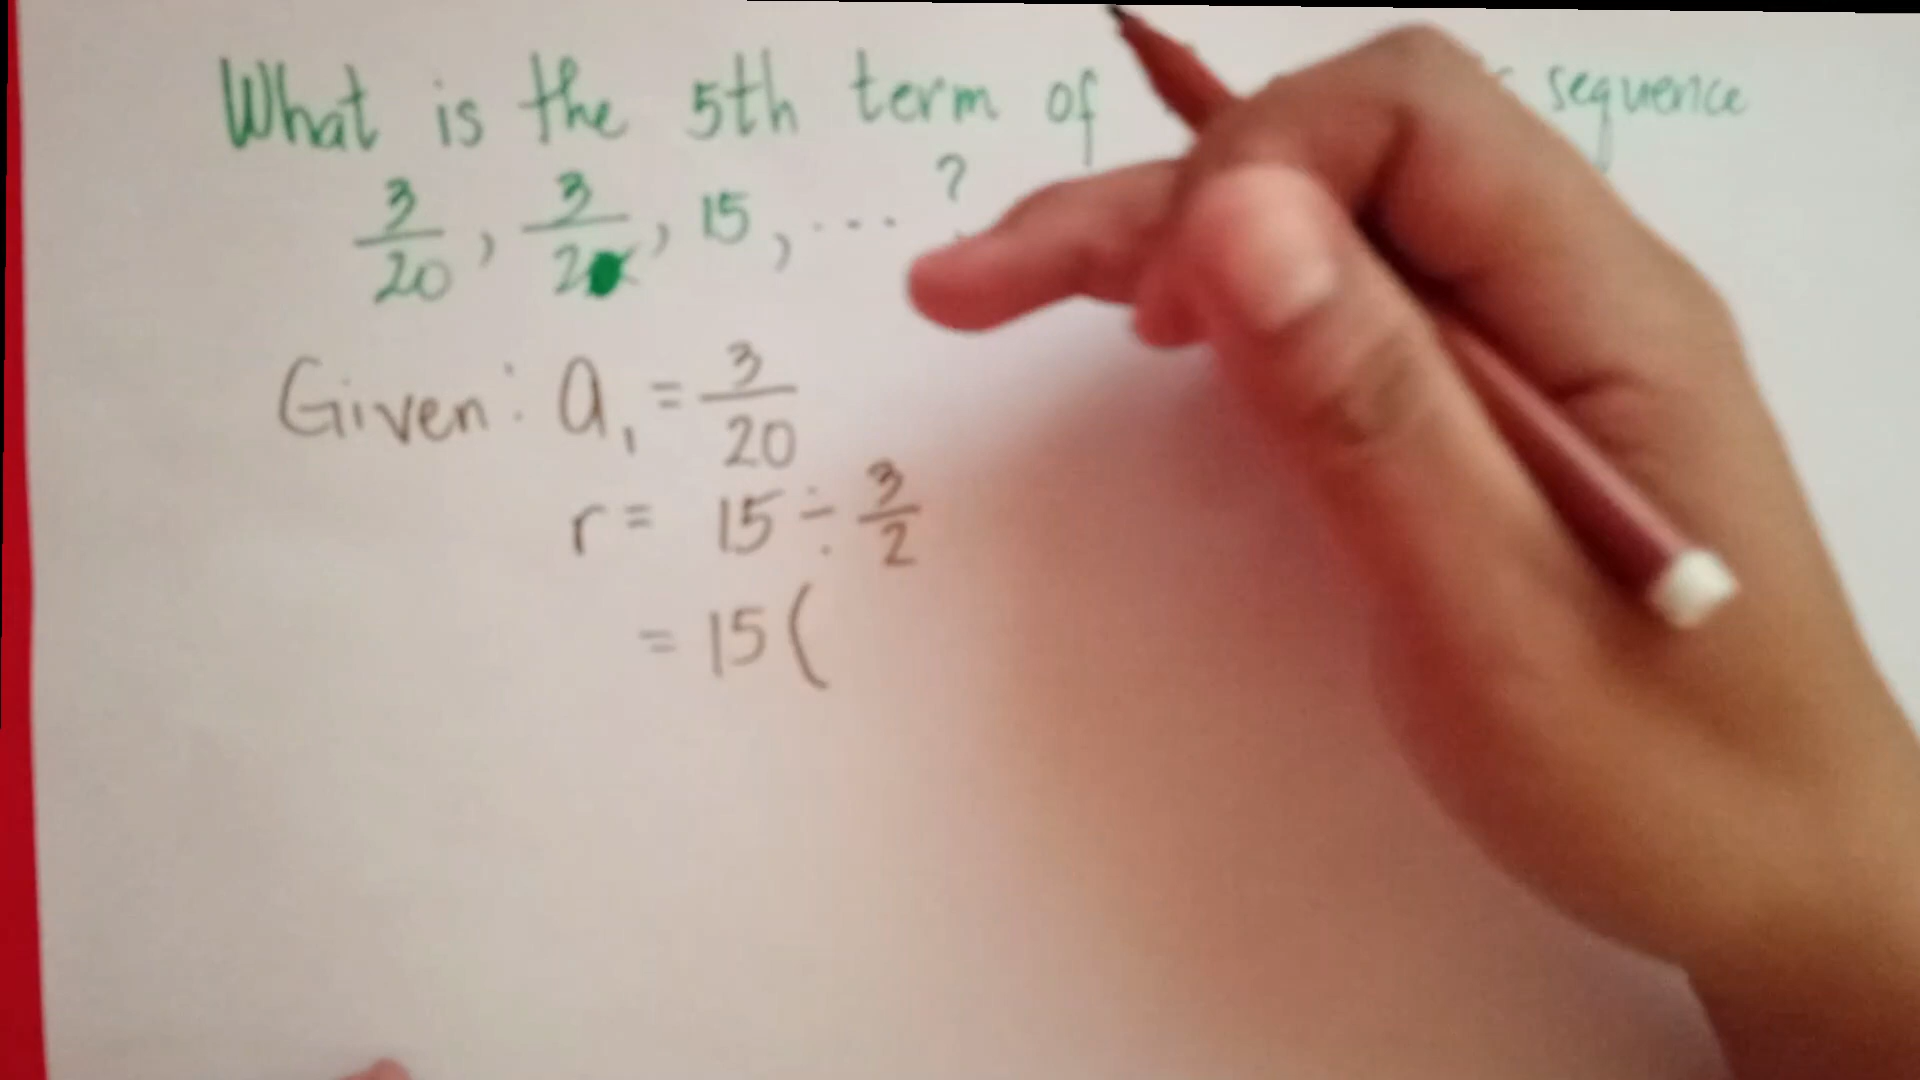 What is the 5th term of sequence
3/20, 3/2, 15, ... ?
Given: a₁ = 3/20
r = 15 ÷ 3/2
= 15 (